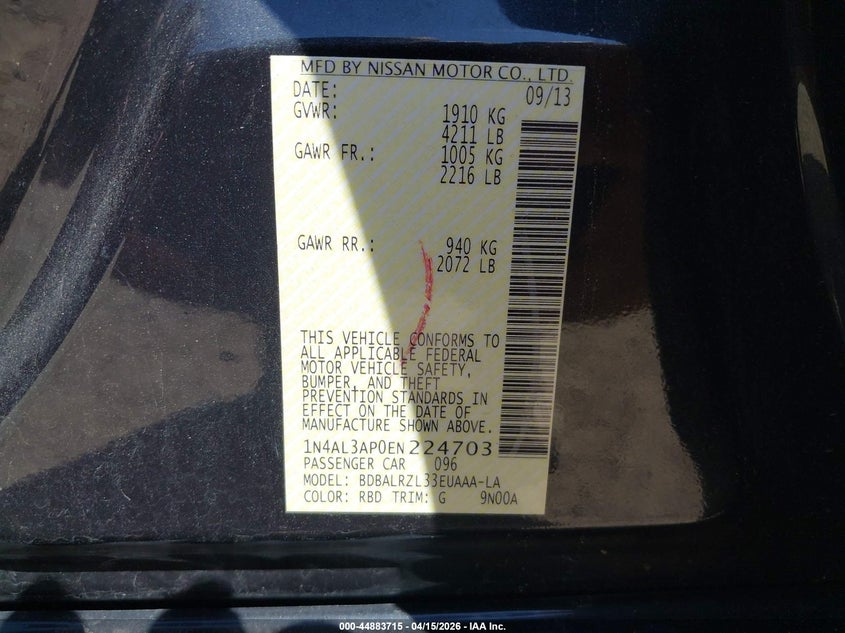 MFD BY NISSAN MOTOR CO., LTD.
DATE: 09/13
GVWR: 1910 KG
4211 LB
GAWR FR.: 1005 KG
2216 LB
GAWR RR.: 940 KG
2072 LB
THIS VEHICLE CONFORMS TO
ALL APPLICABLE FEDERAL
MOTOR VEHICLE SAFETY,
BUMPER, AND THEFT
PREVENTION STANDARDS IN
EFFECT ON THE DATE OF
MANUFACTURE SHOWN ABOVE.
1N4AL3AP0EN224703
PASSENGER CAR 096
MODEL: BDBALRZL33EUAAA-LA
COLOR: RBD TRIM: G 9N00A
000-44883715 - 04/15/2026 - IAA Inc.